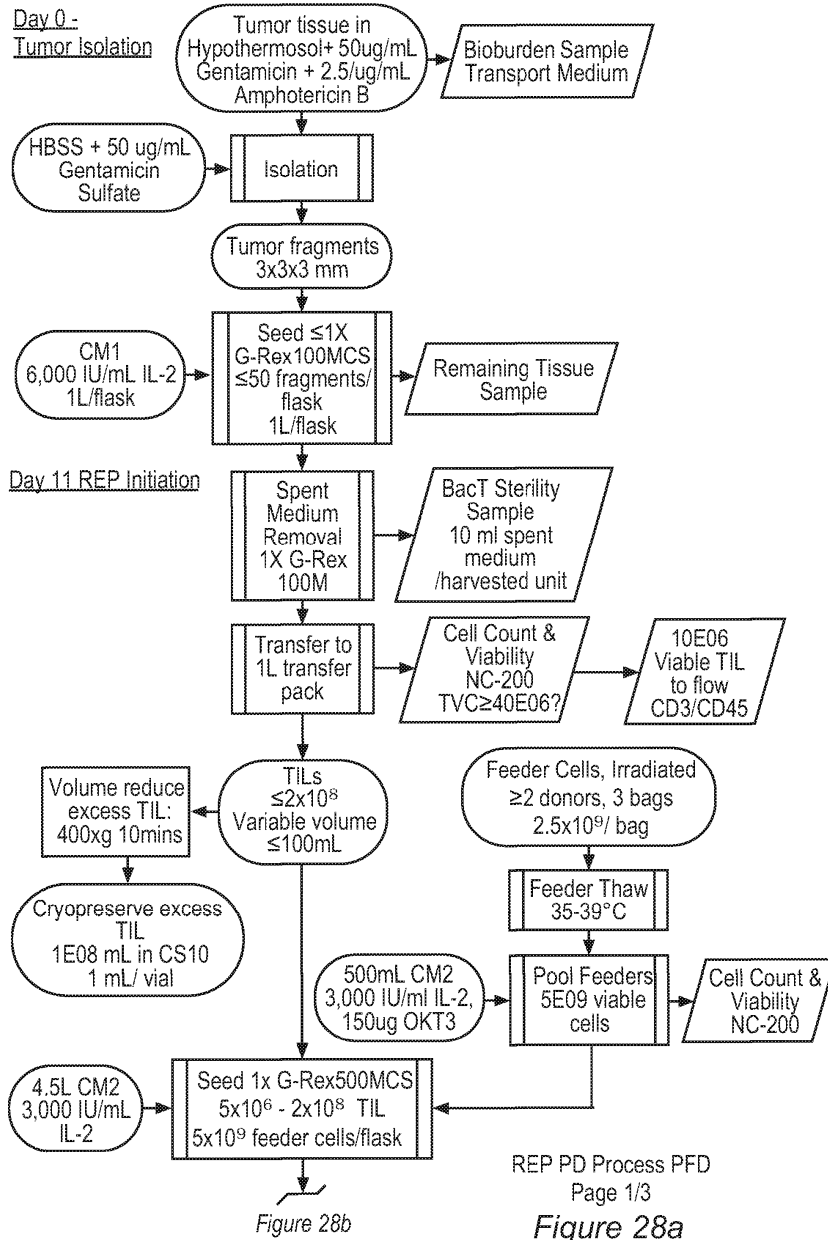 Day 0 -
Tumor Isolation
Tumor tissue in
Hypothermosol+ 50ug/mL
Gentamicin + 2.5/ug/mL
Amphotericin B
Bioburden Sample
Transport Medium
HBSS + 50 ug/mL
Gentamicin
Sulfate
Isolation
Tumor fragments
3x3x3 mm
CM1
6,000 IU/mL IL-2
1L/flask
Seed ≤1X
G-Rex100MCS
≤50 fragments/
flask
1L/flask
Remaining Tissue
Sample
Day 11 REP Initiation
Spent
Medium
Removal
1X G-Rex
100M
BacT Sterility
Sample
10 ml spent
medium
/harvested unit
Transfer to
1L transfer
pack
Cell Count &
Viability
NC-200
TVC≥40E06?
10E06
Viable TIL
to flow
CD3/CD45
Volume reduce
excess TIL:
400xg 10mins
TILs
≤2x10⁸
Variable volume
≤100mL
Feeder Cells, Irradiated
≥2 donors, 3 bags
2.5x10⁹/ bag
Cryopreserve excess
TIL
1E08 mL in CS10
1 mL/ vial
Feeder Thaw
35-39°C
500mL CM2
3,000 IU/ml IL-2,
150ug OKT3
Pool Feeders
5E09 viable
cells
Cell Count &
Viability
NC-200
4.5L CM2
3,000 IU/mL
IL-2
Seed 1x G-Rex500MCS
5x10⁶ - 2x10⁸ TIL
5x10⁹ feeder cells/flask
Figure 28b
REP PD Process PFD
Page 1/3
Figure 28a